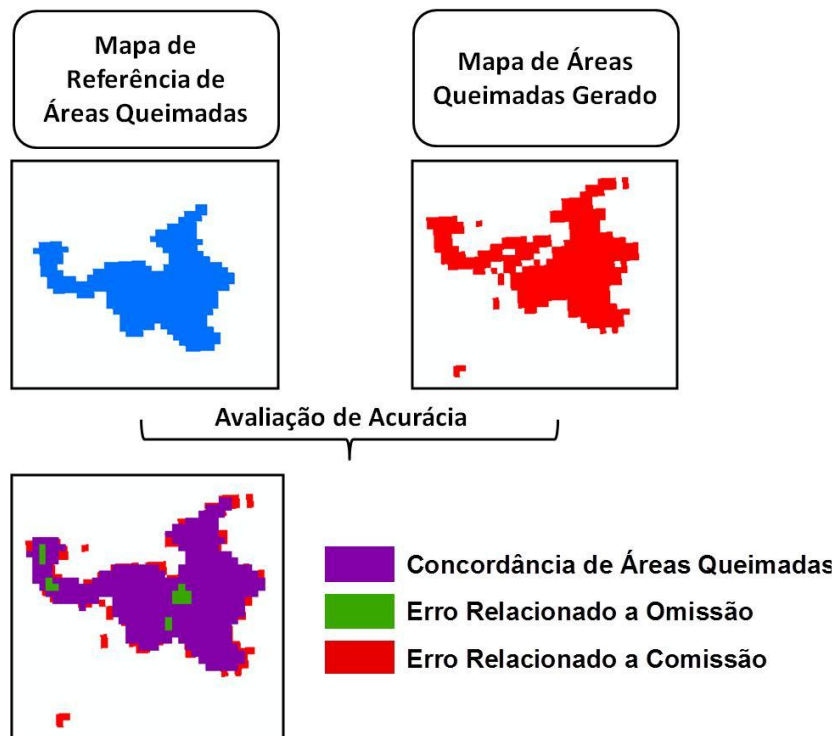 Mapa de
Referência de
Áreas Queimadas
Mapa de Áreas
Queimadas Gerado
Avaliação de Acurácia
Concordância de Áreas Queimadas
Erro Relacionado a Omissão
Erro Relacionado a Comissão